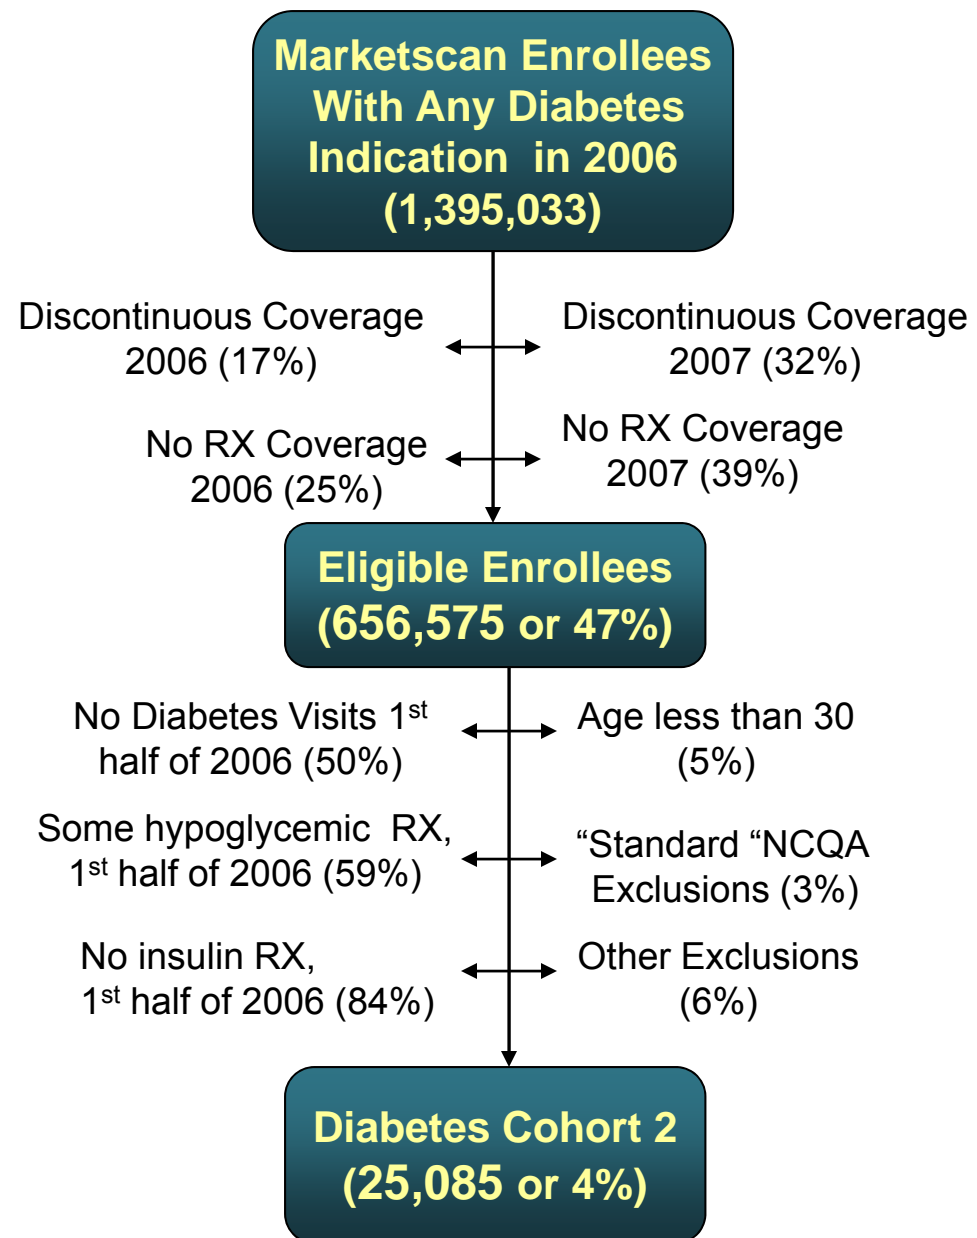 Marketscan Enrollees
With Any Diabetes
Indication in 2006
(1,395,033)
Discontinuous Coverage
2006 (17%)
Discontinuous Coverage
2007 (32%)
No RX Coverage
2006 (25%)
No RX Coverage
2007 (39%)
Eligible Enrollees
(656,575 or 47%)
No Diabetes Visits 1st
half of 2006 (50%)
Age less than 30
(5%)
Some hypoglycemic RX,
1st half of 2006 (59%)
“Standard “NCQA
Exclusions (3%)
No insulin RX,
1st half of 2006 (84%)
Other Exclusions
(6%)
Diabetes Cohort 2
(25,085 or 4%)